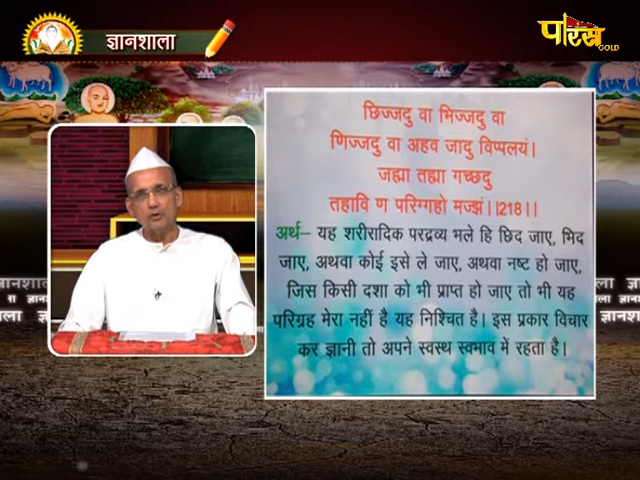 ज्ञानशाला
पारस
GOLD
छिज्जदु वा भिज्जदु वा
णिज्जदु वा अहव जादु विप्पलयं।
जह्मा तह्मा गच्छदु
तहावि ण परिग्गहो मज्झं।।218।।
अर्थ– यह शरीरादिक परद्रव्य भले हि छिद जाए, भिद
जाए, अथवा कोई इसे ले जाए, अथवा नष्ट हो जाए,
जिस किसी दशा को भी प्राप्त हो जाए तो भी यह
परिग्रह मेरा नहीं है यह निश्चित है। इस प्रकार विचार
कर ज्ञानी तो अपने स्वस्थ स्वभाव में रहता है।